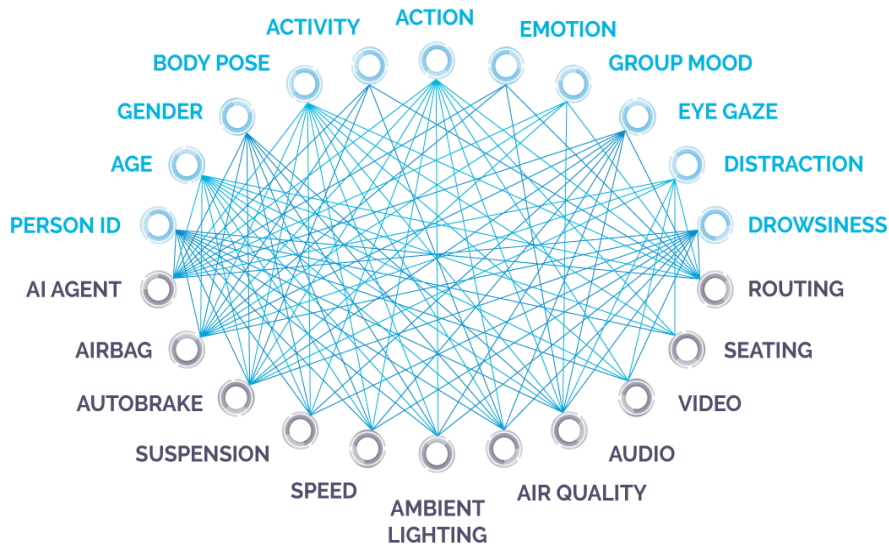 ACTION
ACTIVITY
EMOTION
BODY POSE
GROUP MOOD
GENDER
EYE GAZE
AGE
DISTRACTION
PERSON ID
DROWSINESS
AI AGENT
ROUTING
AIRBAG
SEATING
AUTOBRAKE
VIDEO
SUSPENSION
AUDIO
SPEED
AIR QUALITY
AMBIENT
LIGHTING